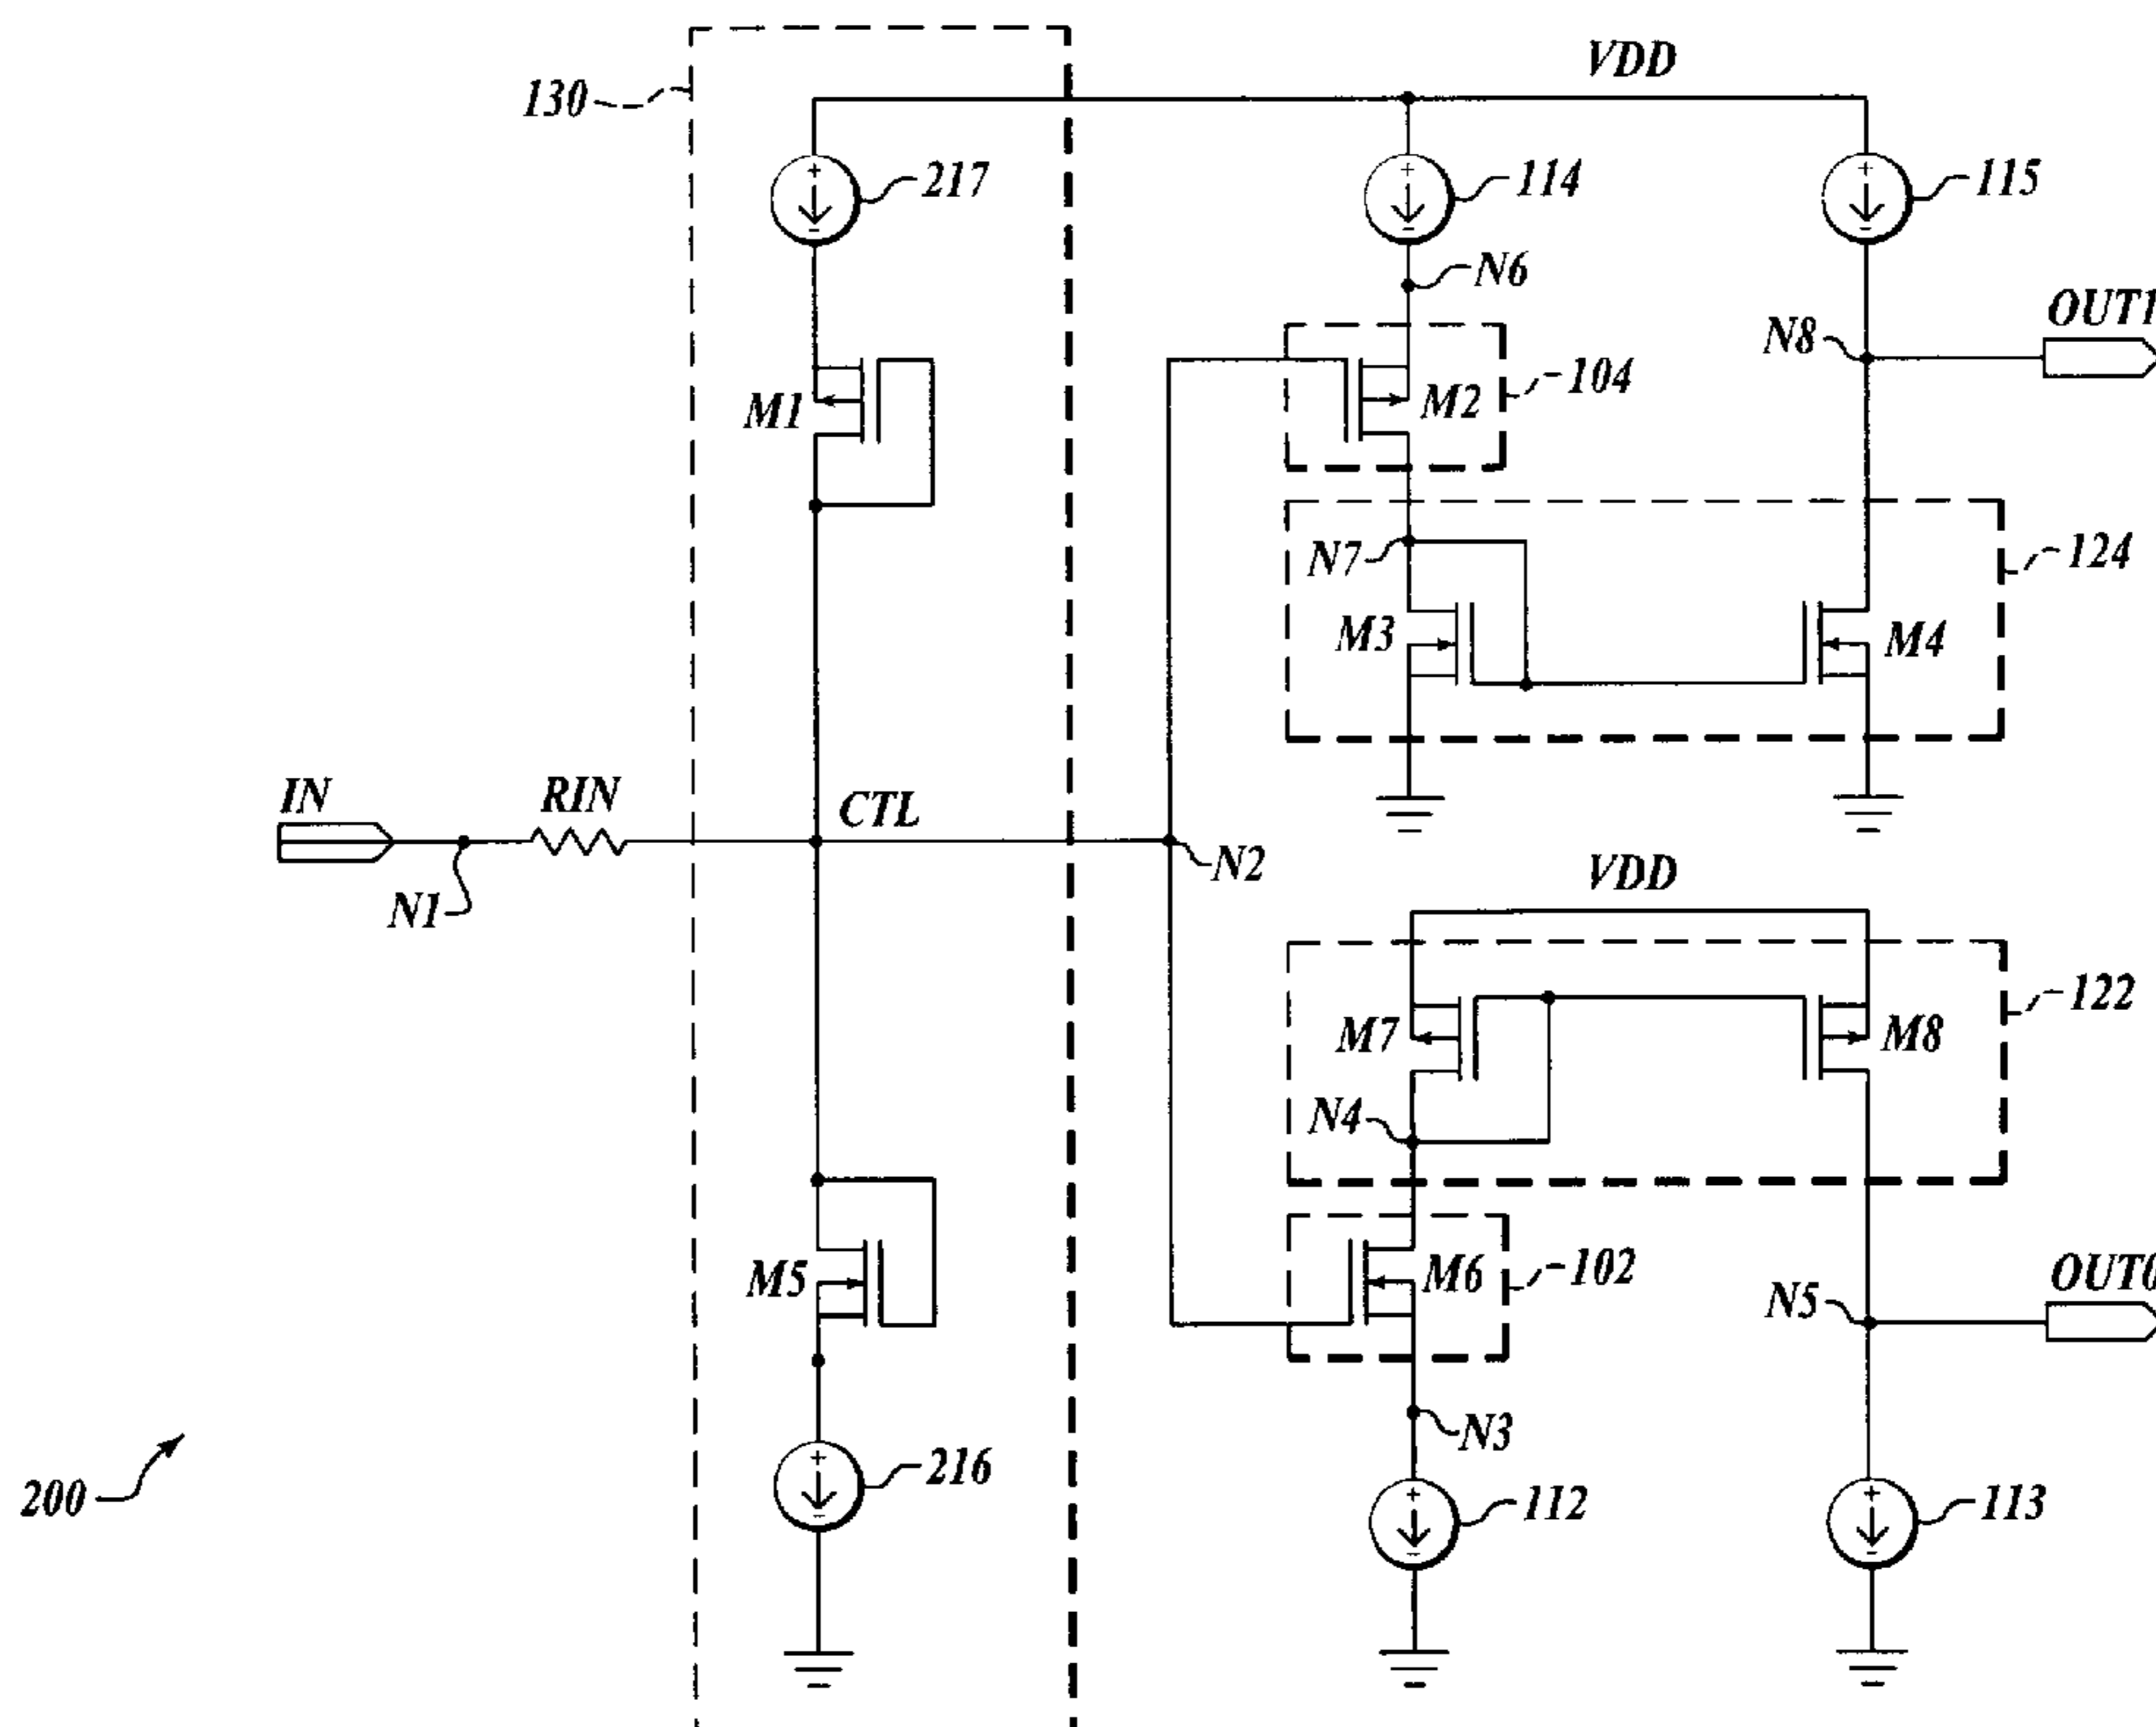 VDD
130
217
114
115
N6
OUT1
N8
M1
M2
104
N7
124
M3
M4
IN
RIN
CTL
N1
N2
VDD
122
M7
M8
N4
M5
M6
102
OUT0
N5
N3
216
200
112
113